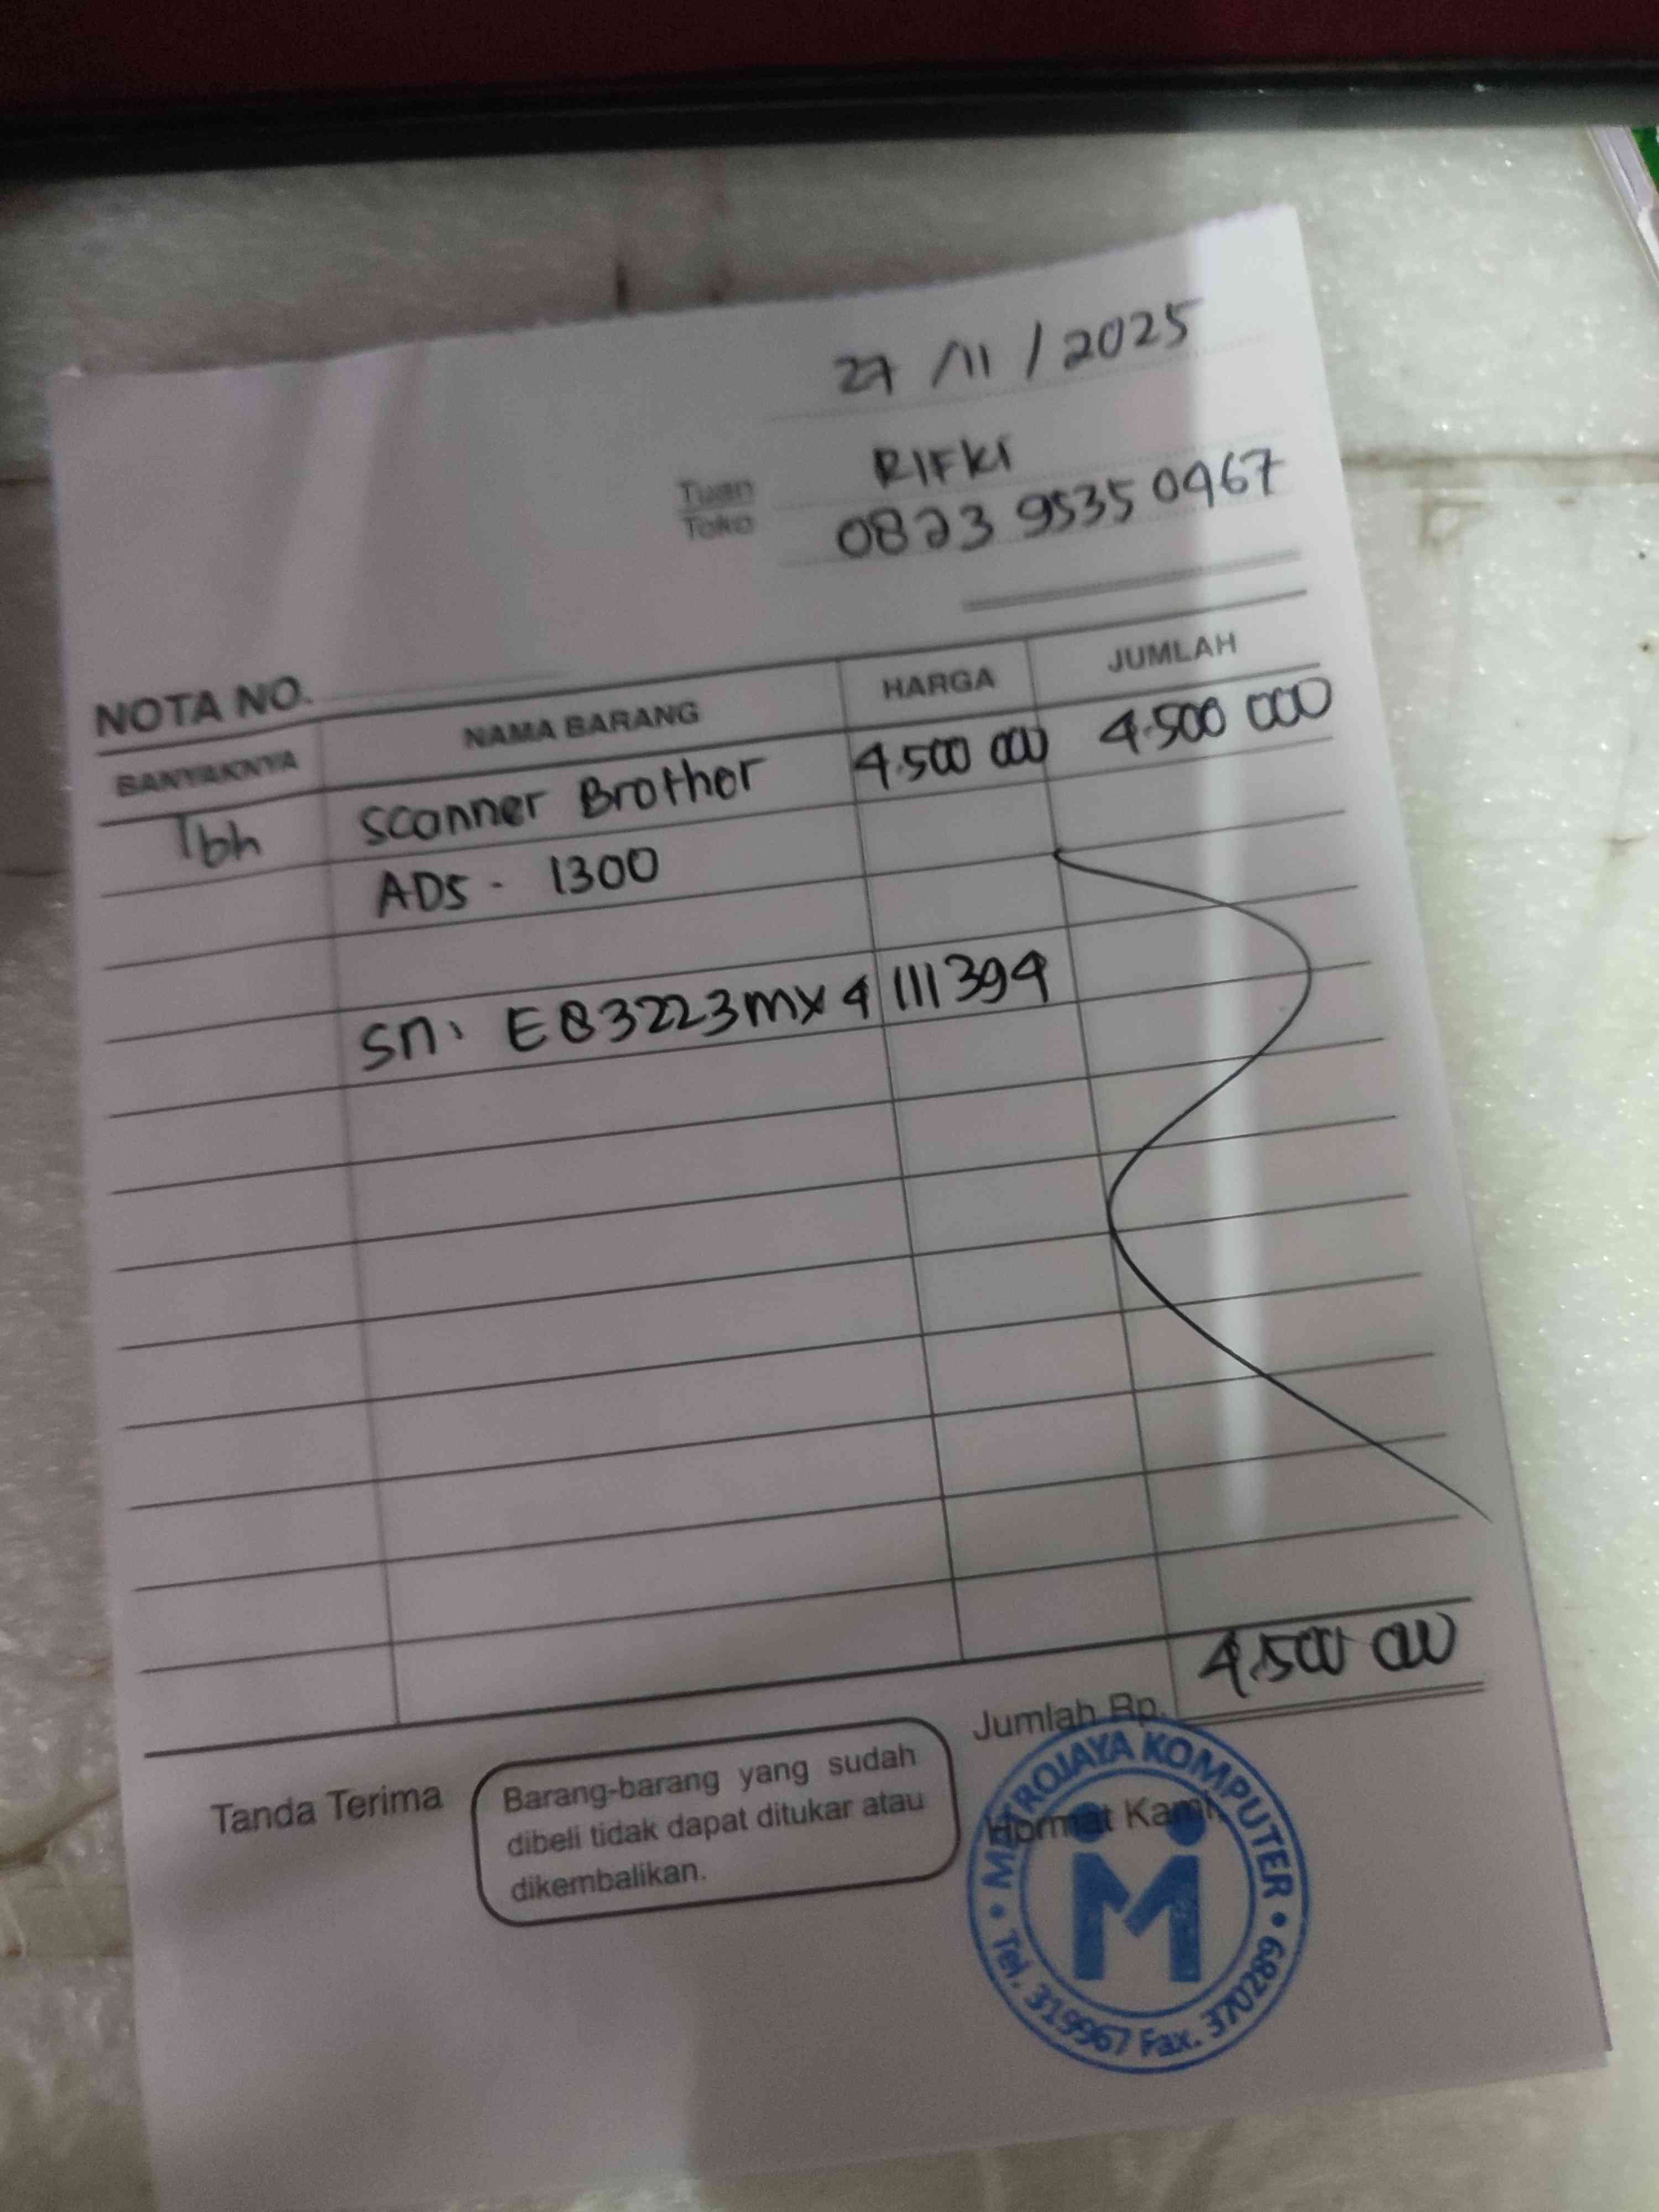 27 /11 / 2025
Tuan RIFKI
Toko 0823 9535 0967
NOTA NO.
BANYAKNYA NAMA BARANG HARGA JUMLAH
1 bh Scanner Brother 4.500 000 4.500 000
ADS - 1300
SN: E83223MX4111394
Jumlah Rp. 4.500 000
Tanda Terima
Barang-barang yang sudah
dibeli tidak dapat ditukar atau
dikembalikan.
Hormat Kami,
• METROJAYA KOMPUTER •
M
Tel. 319967 Fax. 370289